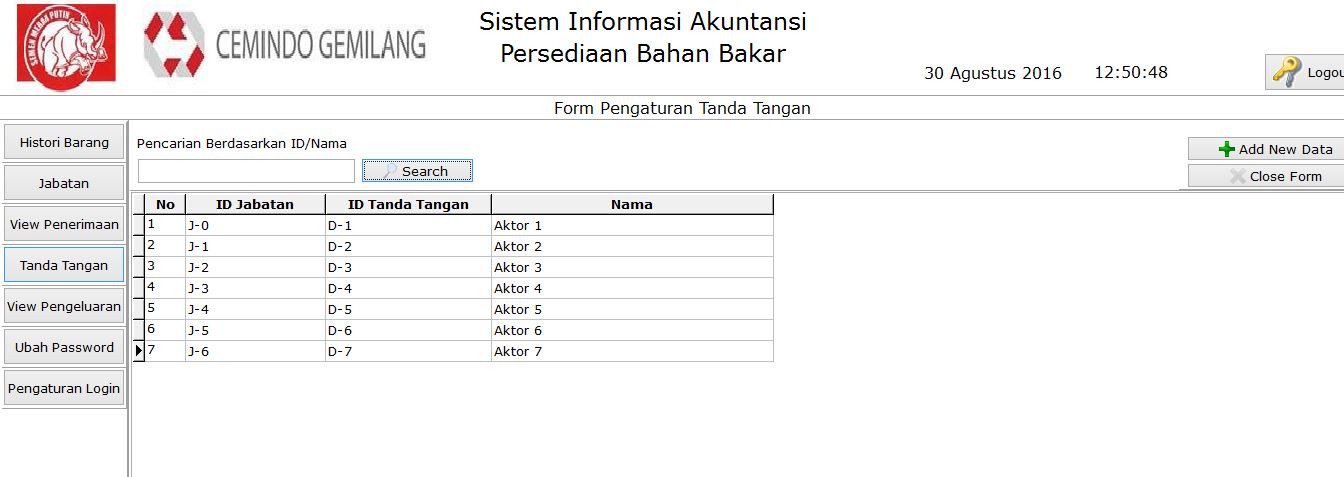 SEMEN MERAH PUTIH
CEMINDO GEMILANG
Sistem Informasi Akuntansi
Persediaan Bahan Bakar
30 Agustus 2016 12:50:48
Logou
Form Pengaturan Tanda Tangan
Histori Barang
Jabatan
View Penerimaan
Tanda Tangan
View Pengeluaran
Ubah Password
Pengaturan Login
Pencarian Berdasarkan ID/Nama
Search
Add New Data
Close Form
No ID Jabatan ID Tanda Tangan Nama
1 J-0 D-1 Aktor 1
2 J-1 D-2 Aktor 2
3 J-2 D-3 Aktor 3
4 J-3 D-4 Aktor 4
5 J-4 D-5 Aktor 5
6 J-5 D-6 Aktor 6
7 J-6 D-7 Aktor 7